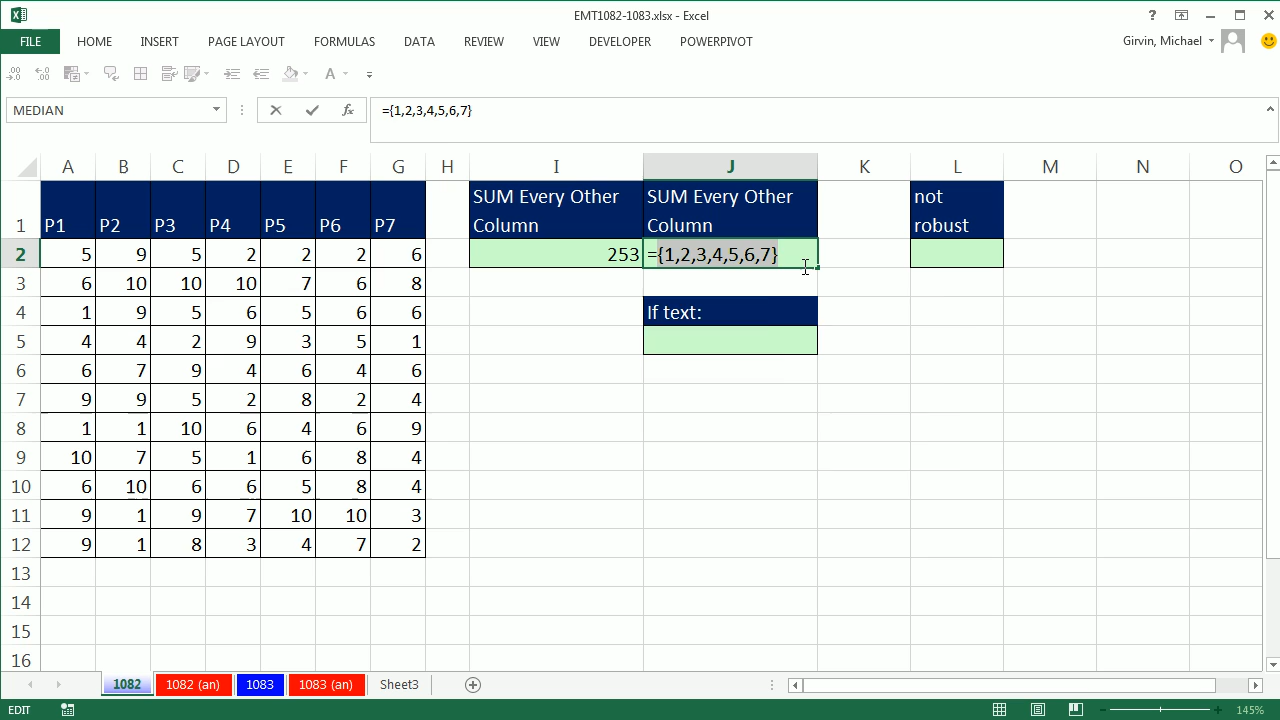 EMT1082-1083.xlsx - Excel
FILE HOME INSERT PAGE LAYOUT FORMULAS DATA REVIEW VIEW DEVELOPER POWERPIVOT Girvin, Michael
MEDIAN ={1,2,3,4,5,6,7}
A B C D E F G H I J K L M N O
1 P1 P2 P3 P4 P5 P6 P7 SUM Every Other Column SUM Every Other Column not robust
2 5 9 5 2 2 2 6 253 ={1,2,3,4,5,6,7}
3 6 10 10 10 7 6 8
4 1 9 5 6 5 6 6 If text:
5 4 4 2 9 3 5 1
6 6 7 9 4 6 4 6
7 9 9 5 2 8 2 4
8 1 1 10 6 4 6 9
9 10 7 5 1 6 8 4
10 6 10 6 6 5 8 4
11 9 1 9 7 10 10 3
12 9 1 8 3 4 7 2
13
14
15
16
1082 1082 (an) 1083 1083 (an) Sheet3
EDIT 145%